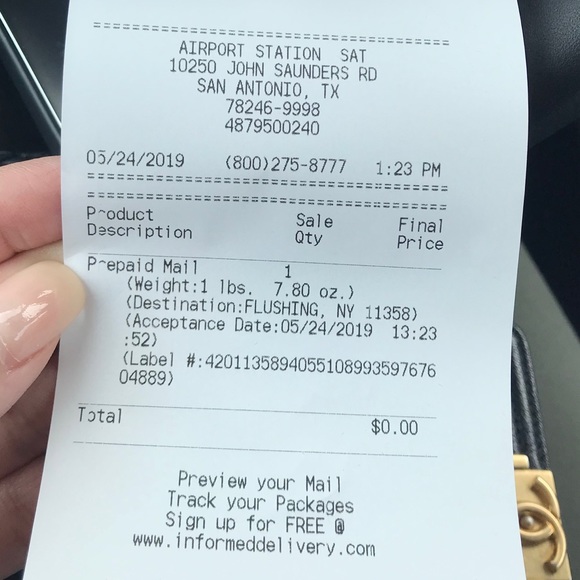 ================================================
AIRPORT STATION SAT
10250 JOHN SAUNDERS RD
SAN ANTONIO, TX
78246-9998
4879500240
05/24/2019 (800)275-8777 1:23 PM
================================================
================================================
Product Sale Final
Description Qty Price
Prepaid Mail 1
(Weight:1 lbs. 7.80 oz.)
(Destination:FLUSHING, NY 11358)
(Acceptance Date:05/24/2019 13:23
:52)
(Label #:4201135894055108993597676
04889)
Total $0.00
Preview your Mail
Track your Packages
Sign up for FREE @
www.informeddelivery.com